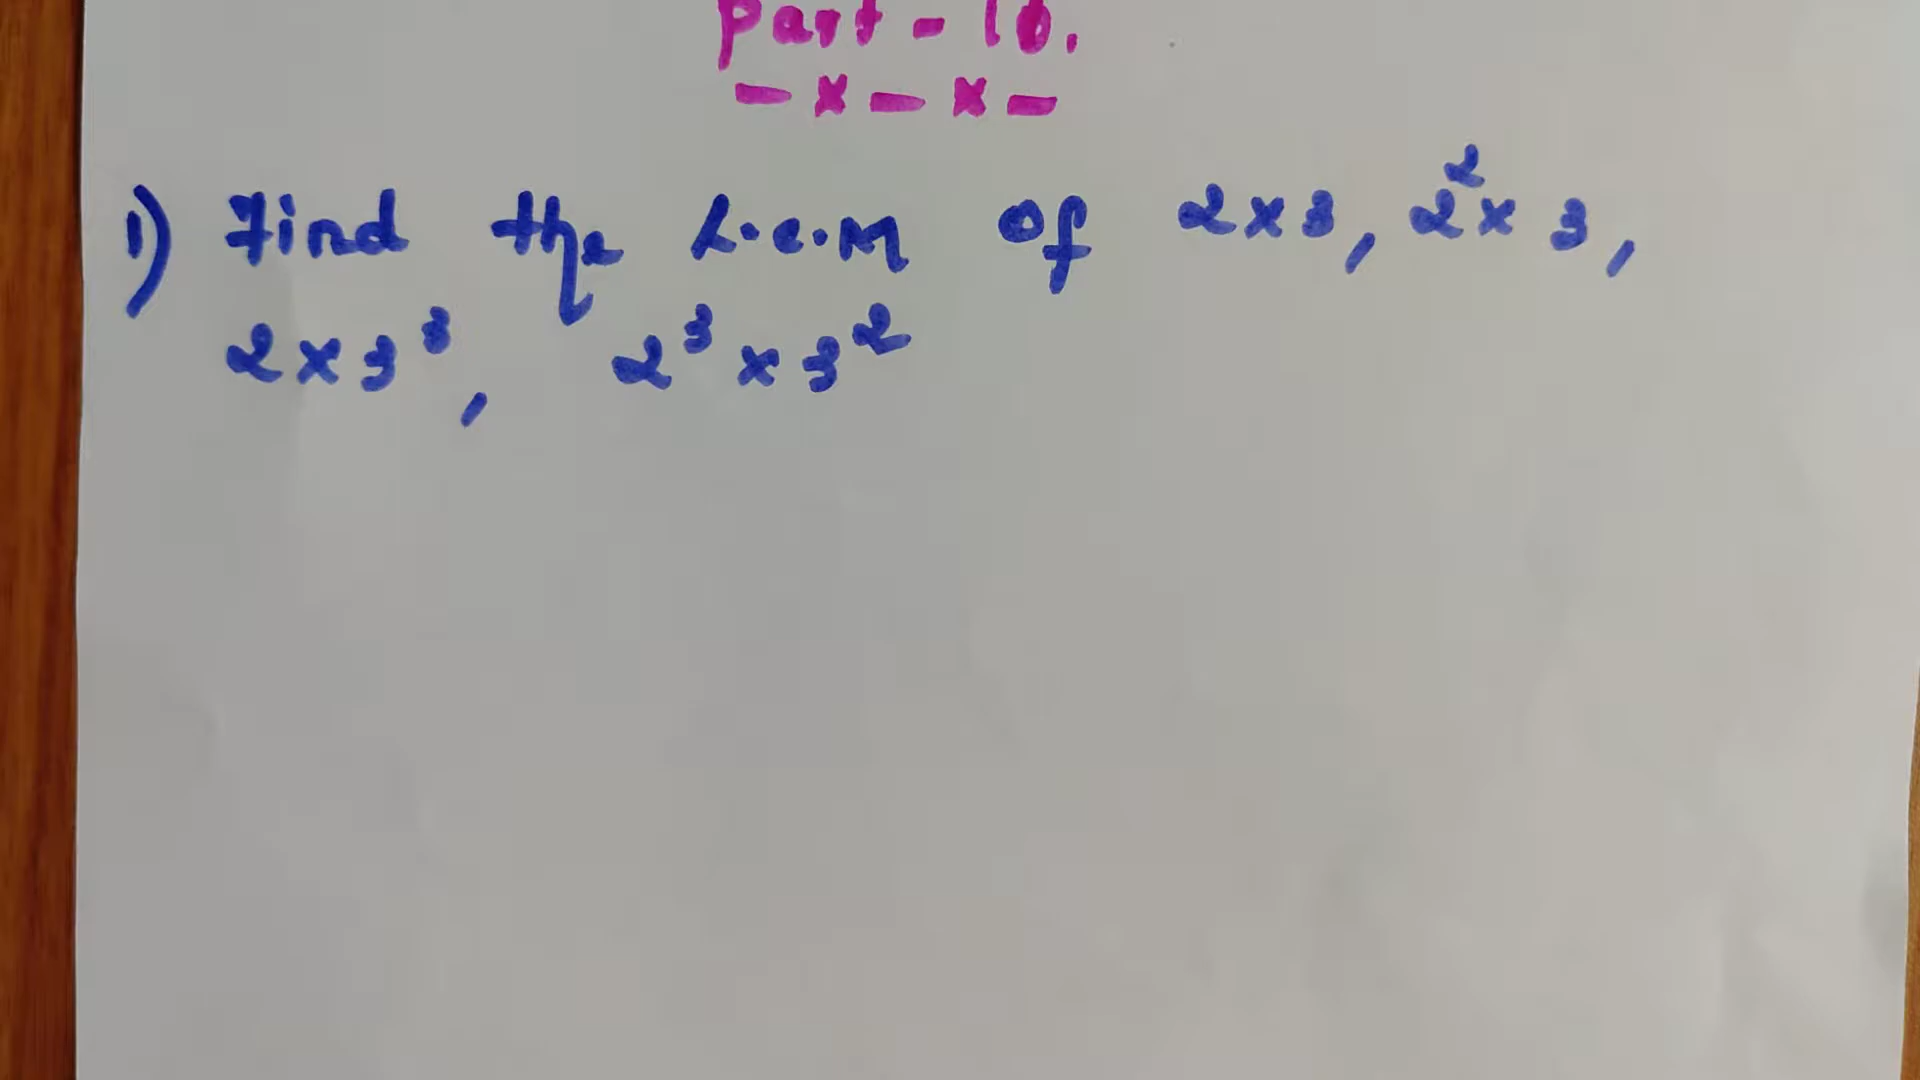 Part - 10.
- x - x -
1) Find the L.C.M of 2 x 3, 2² x 3,
2 x 3³, 2³ x 3²